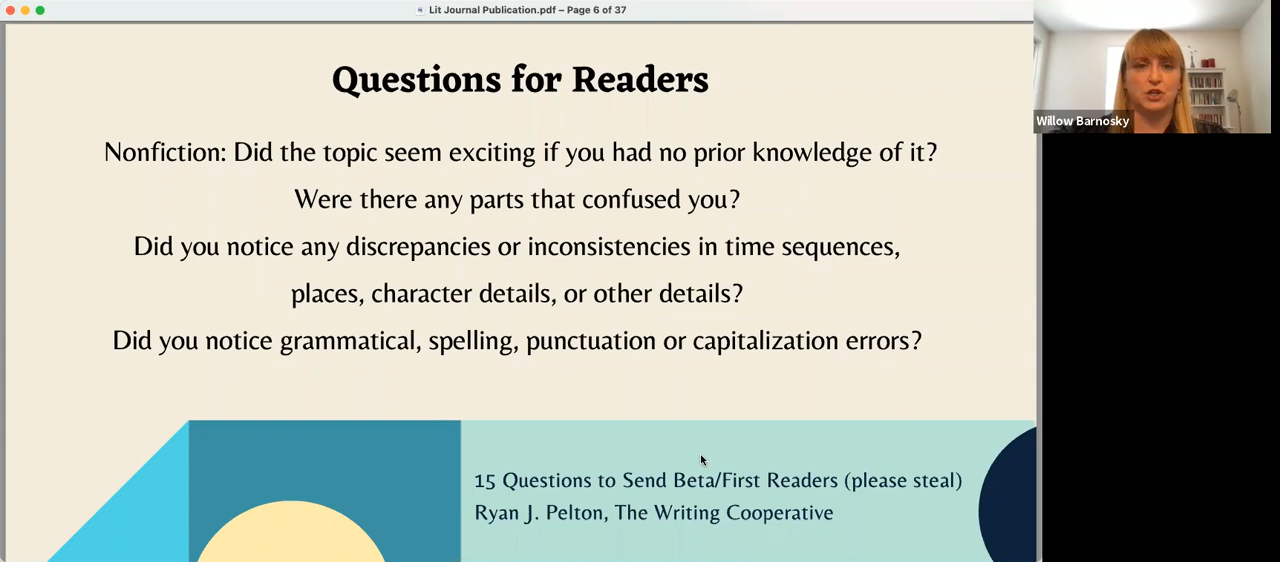 Lit Journal Publication.pdf – Page 6 of 37
Questions for Readers
Nonfiction: Did the topic seem exciting if you had no prior knowledge of it?
Were there any parts that confused you?
Did you notice any discrepancies or inconsistencies in time sequences,
places, character details, or other details?
Did you notice grammatical, spelling, punctuation or capitalization errors?
15 Questions to Send Beta/First Readers (please steal)
Ryan J. Pelton, The Writing Cooperative
Willow Barnosky